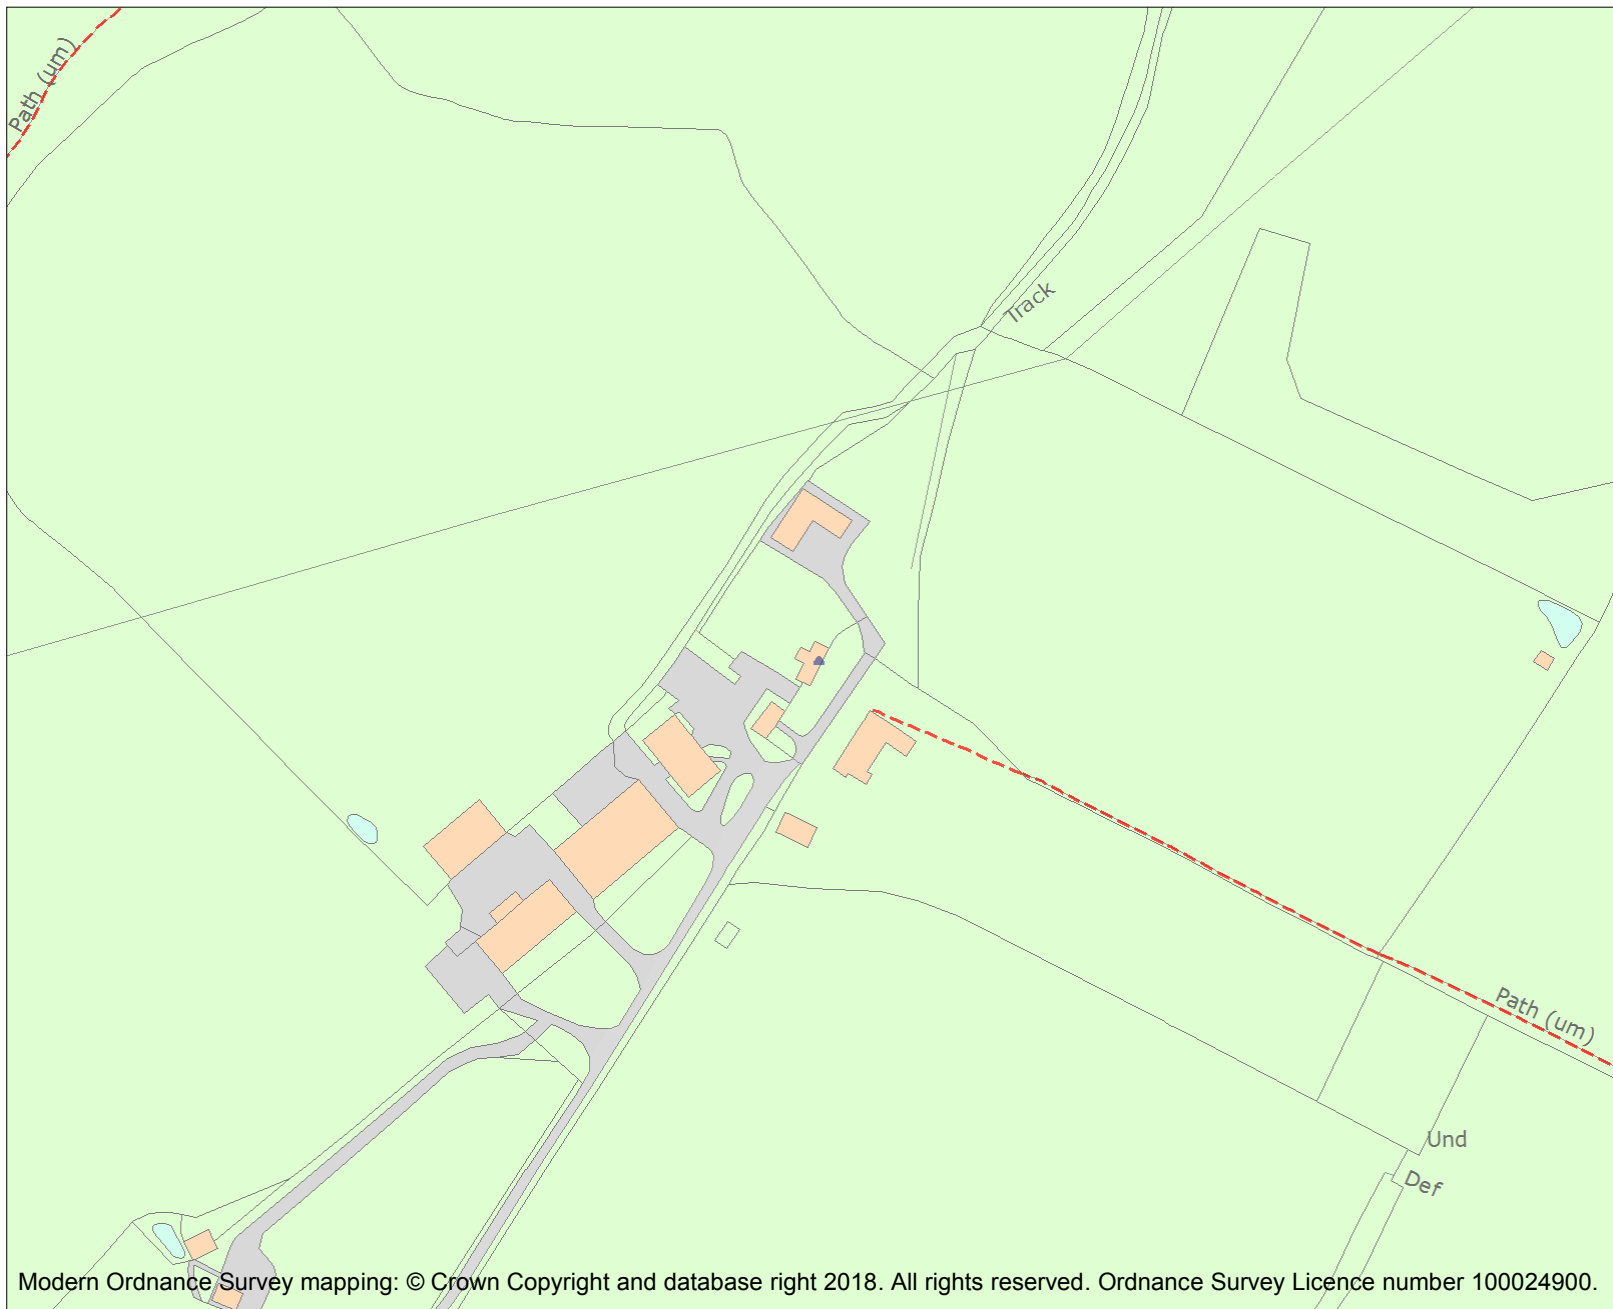 Path (um)
Track
Path (um)
Und
Def
Modern Ordnance Survey mapping: © Crown Copyright and database right 2018. All rights reserved. Ordnance Survey Licence number 100024900.